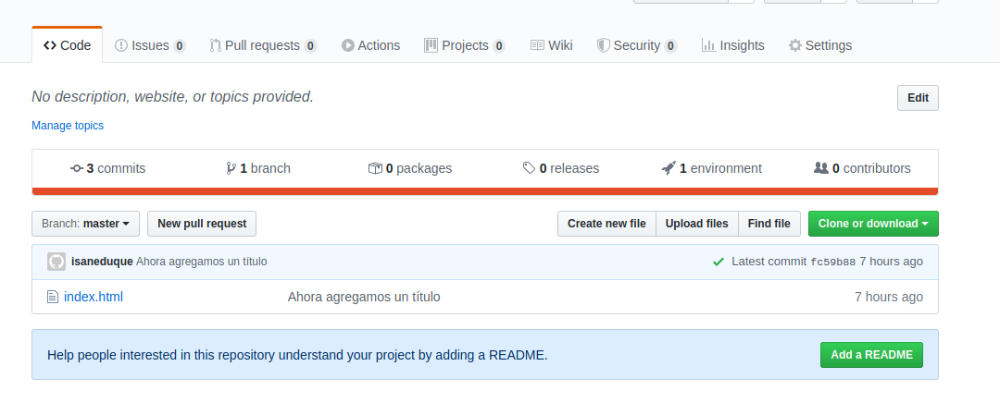 Code Issues 0 Pull requests 0 Actions Projects 0 Wiki Security 0 Insights Settings
No description, website, or topics provided. Edit
Manage topics
3 commits 1 branch 0 packages 0 releases 1 environment 0 contributors
Branch: master New pull request Create new file Upload files Find file Clone or download
isaneduque Ahora agregamos un título Latest commit fc59b88 7 hours ago
index.html Ahora agregamos un título 7 hours ago
Help people interested in this repository understand your project by adding a README. Add a README